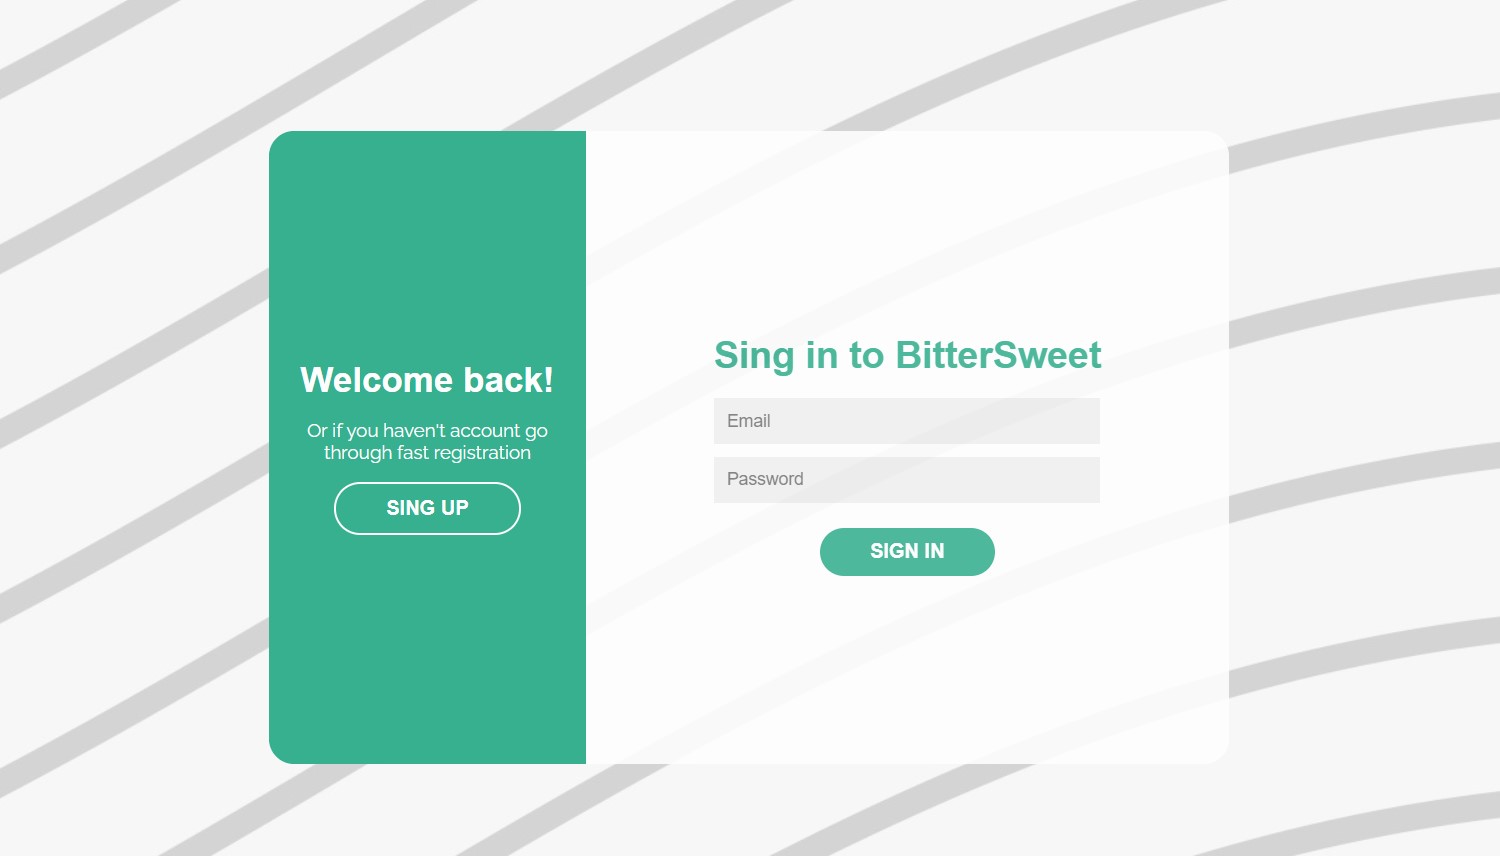 Welcome back!
Or if you haven't account go
through fast registration
SING UP
Sing in to BitterSweet
Email
Password
SIGN IN